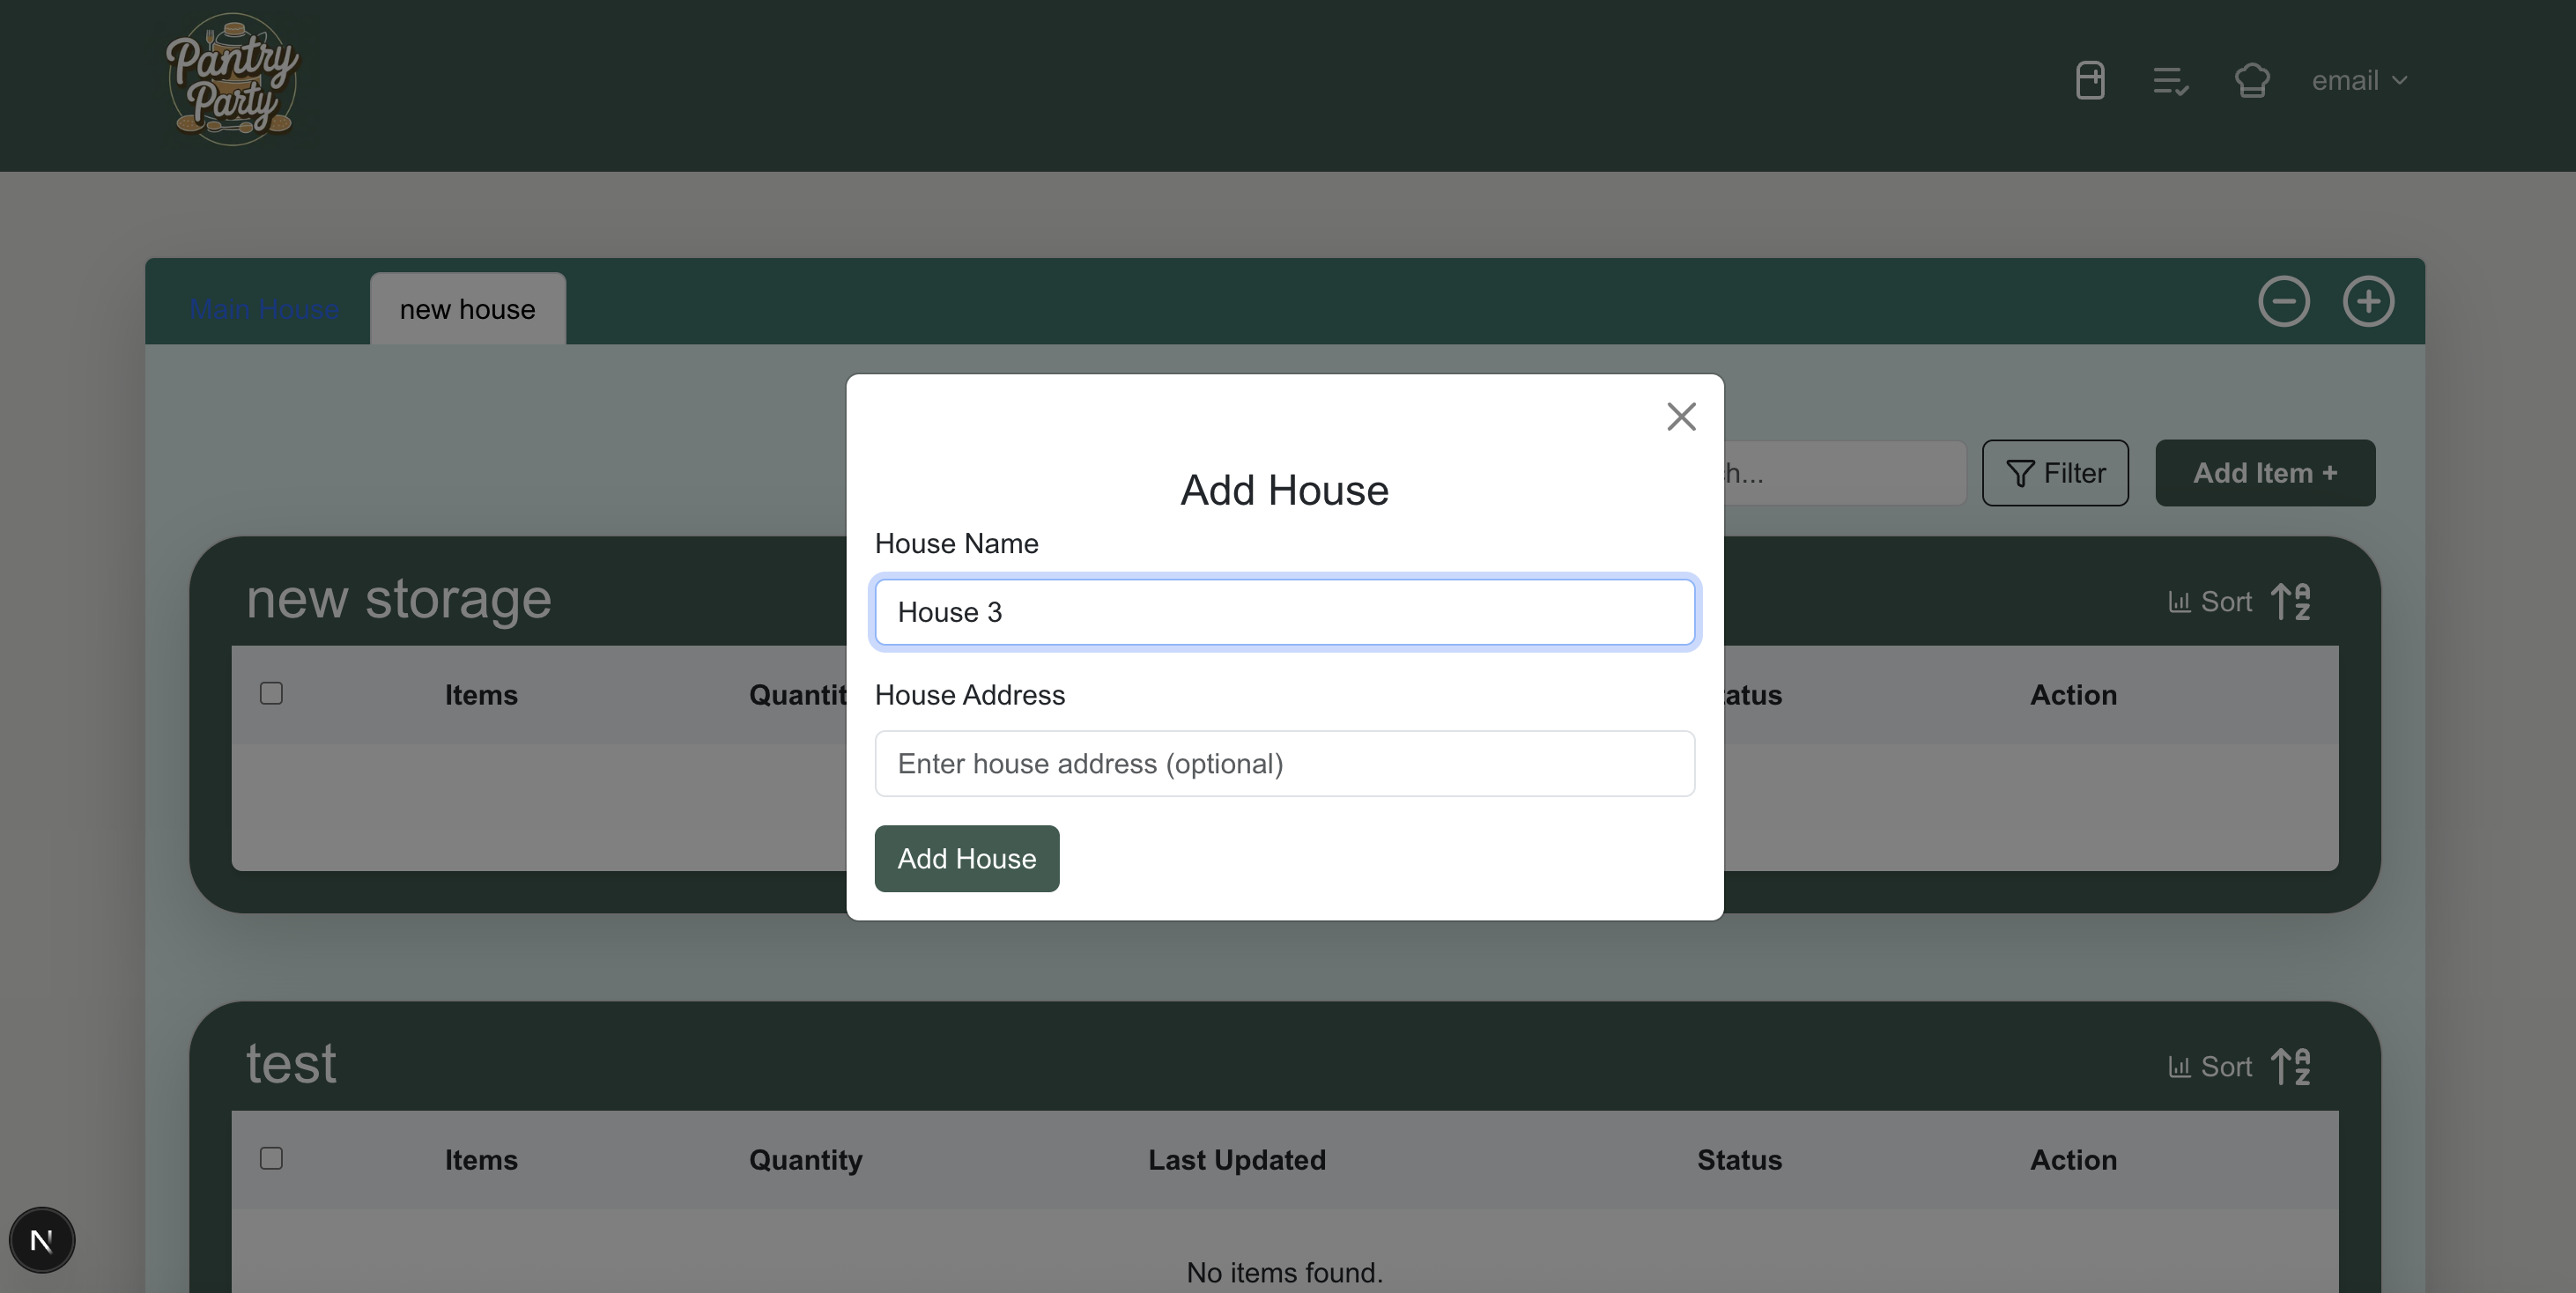 Pantry
Party
email
Main House
new house
Add House
House Name
House 3
House Address
Enter house address (optional)
Add House
h...
Filter
Add Item +
new storage
Sort
A
Z
Items
Quantit
atus
Action
test
Sort
A
Z
Items
Quantity
Last Updated
Status
Action
No items found.
N